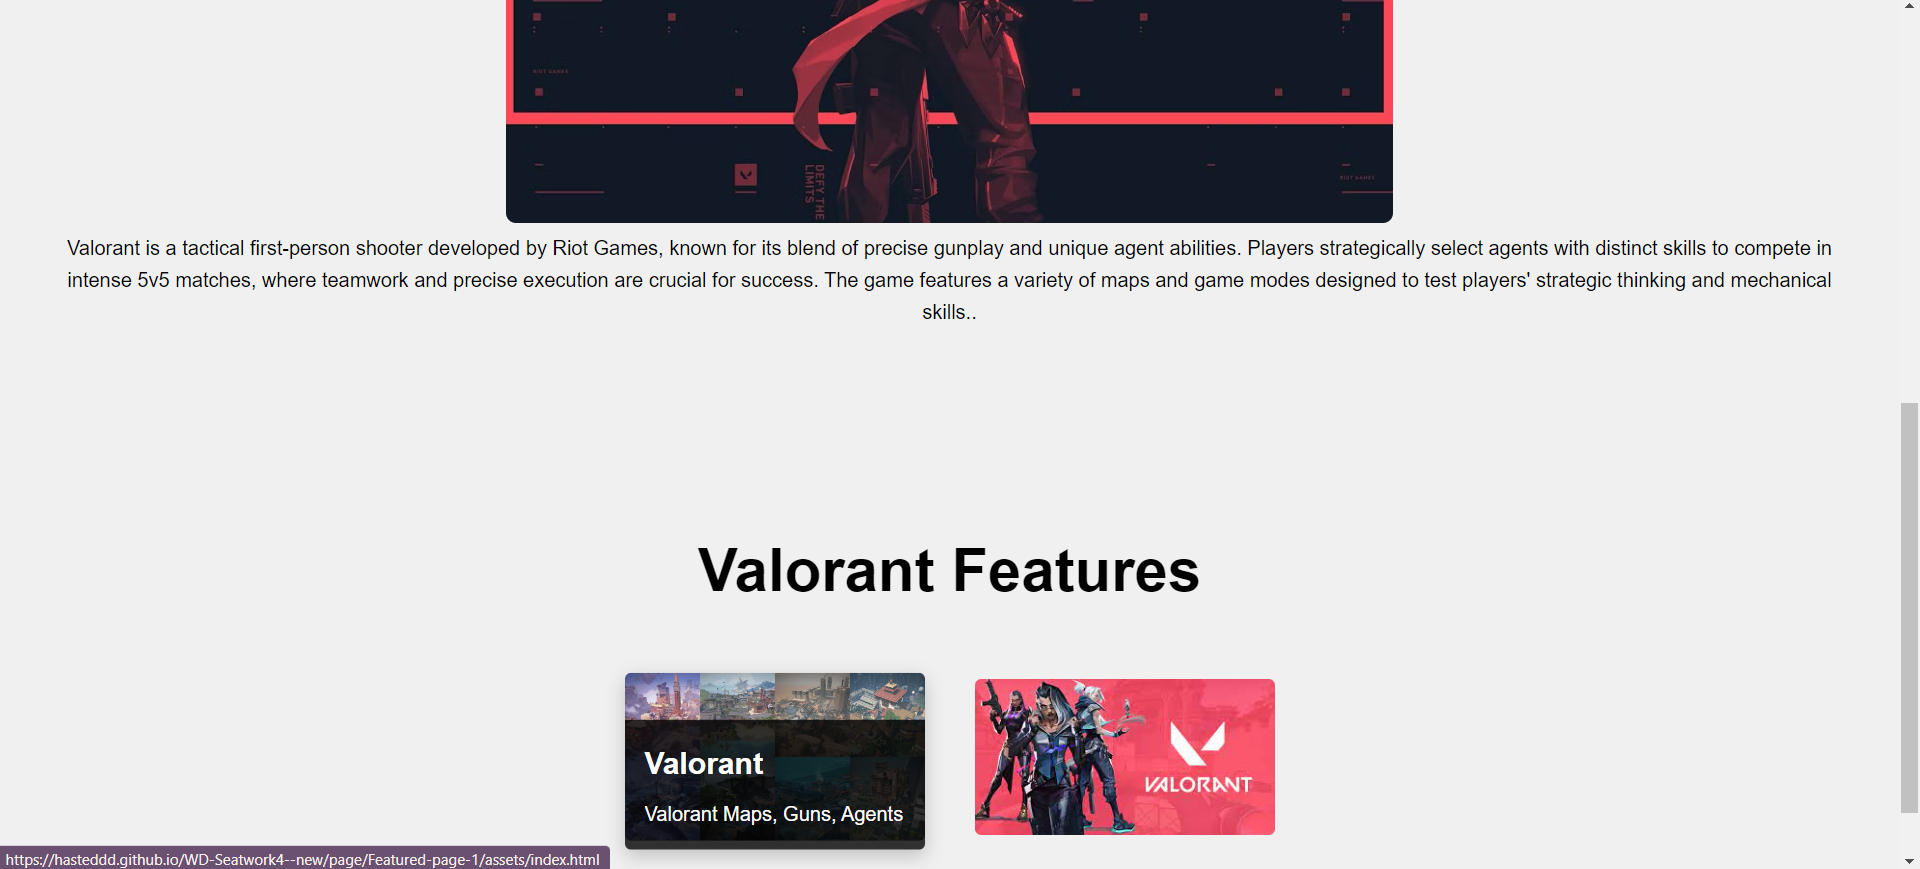 RIOT GAMES
DEFY THE
LIMITS
RIOT GAMES
Valorant is a tactical first-person shooter developed by Riot Games, known for its blend of precise gunplay and unique agent abilities. Players strategically select agents with distinct skills to compete in
intense 5v5 matches, where teamwork and precise execution are crucial for success. The game features a variety of maps and game modes designed to test players' strategic thinking and mechanical
skills..
Valorant Features
Valorant
Valorant Maps, Guns, Agents
VALORANT
https://hasteddd.github.io/WD-Seatwork4--new/page/Featured-page-1/assets/index.html